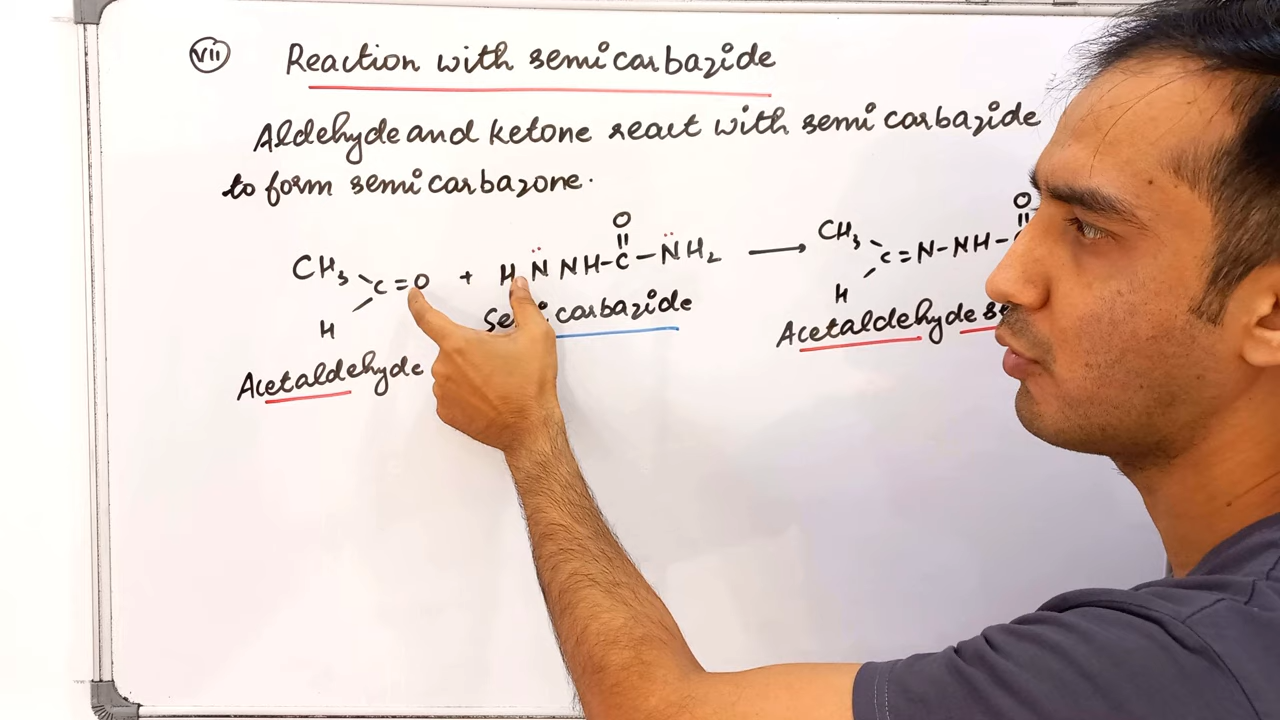 vii Reaction with semicarbazide
Aldehyde and ketone react with semicarbazide
to form semicarbazone.
O O
CH3 C=O + H N̈ NH-C-N̈H2 ⟶ CH3 C=N-NH-
H H
carbazide
Acetaldehyde Acetaldehyde